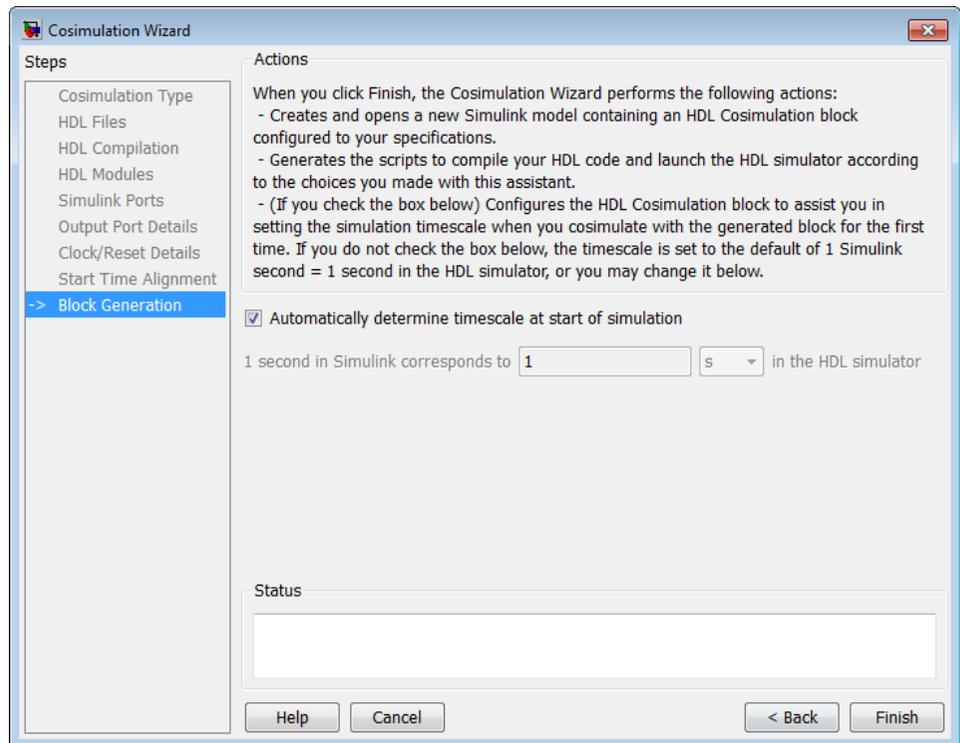 Cosimulation Wizard
Steps
Cosimulation Type
HDL Files
HDL Compilation
HDL Modules
Simulink Ports
Output Port Details
Clock/Reset Details
Start Time Alignment
-> Block Generation
Actions
When you click Finish, the Cosimulation Wizard performs the following actions:
- Creates and opens a new Simulink model containing an HDL Cosimulation block
configured to your specifications.
- Generates the scripts to compile your HDL code and launch the HDL simulator according
to the choices you made with this assistant.
- (If you check the box below) Configures the HDL Cosimulation block to assist you in
setting the simulation timescale when you cosimulate with the generated block for the first
time. If you do not check the box below, the timescale is set to the default of 1 Simulink
second = 1 second in the HDL simulator, or you may change it below.
Automatically determine timescale at start of simulation
1 second in Simulink corresponds to 1 s in the HDL simulator
Status
Help Cancel < Back Finish